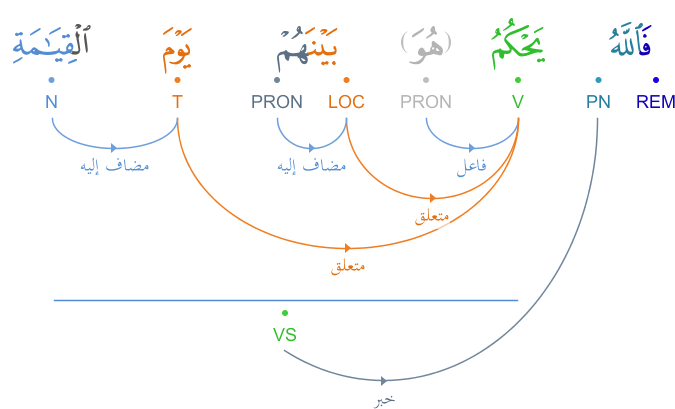 فَٱللَّهُ يَحْكُمُ (هُوَ) بَيْنَهُمْ يَوْمَ ٱلْقِيَـٰمَةِ
REM PN V PRON LOC PRON T N
فاعل مضاف إليه مضاف إليه
متعلق
متعلق
VS
خبر